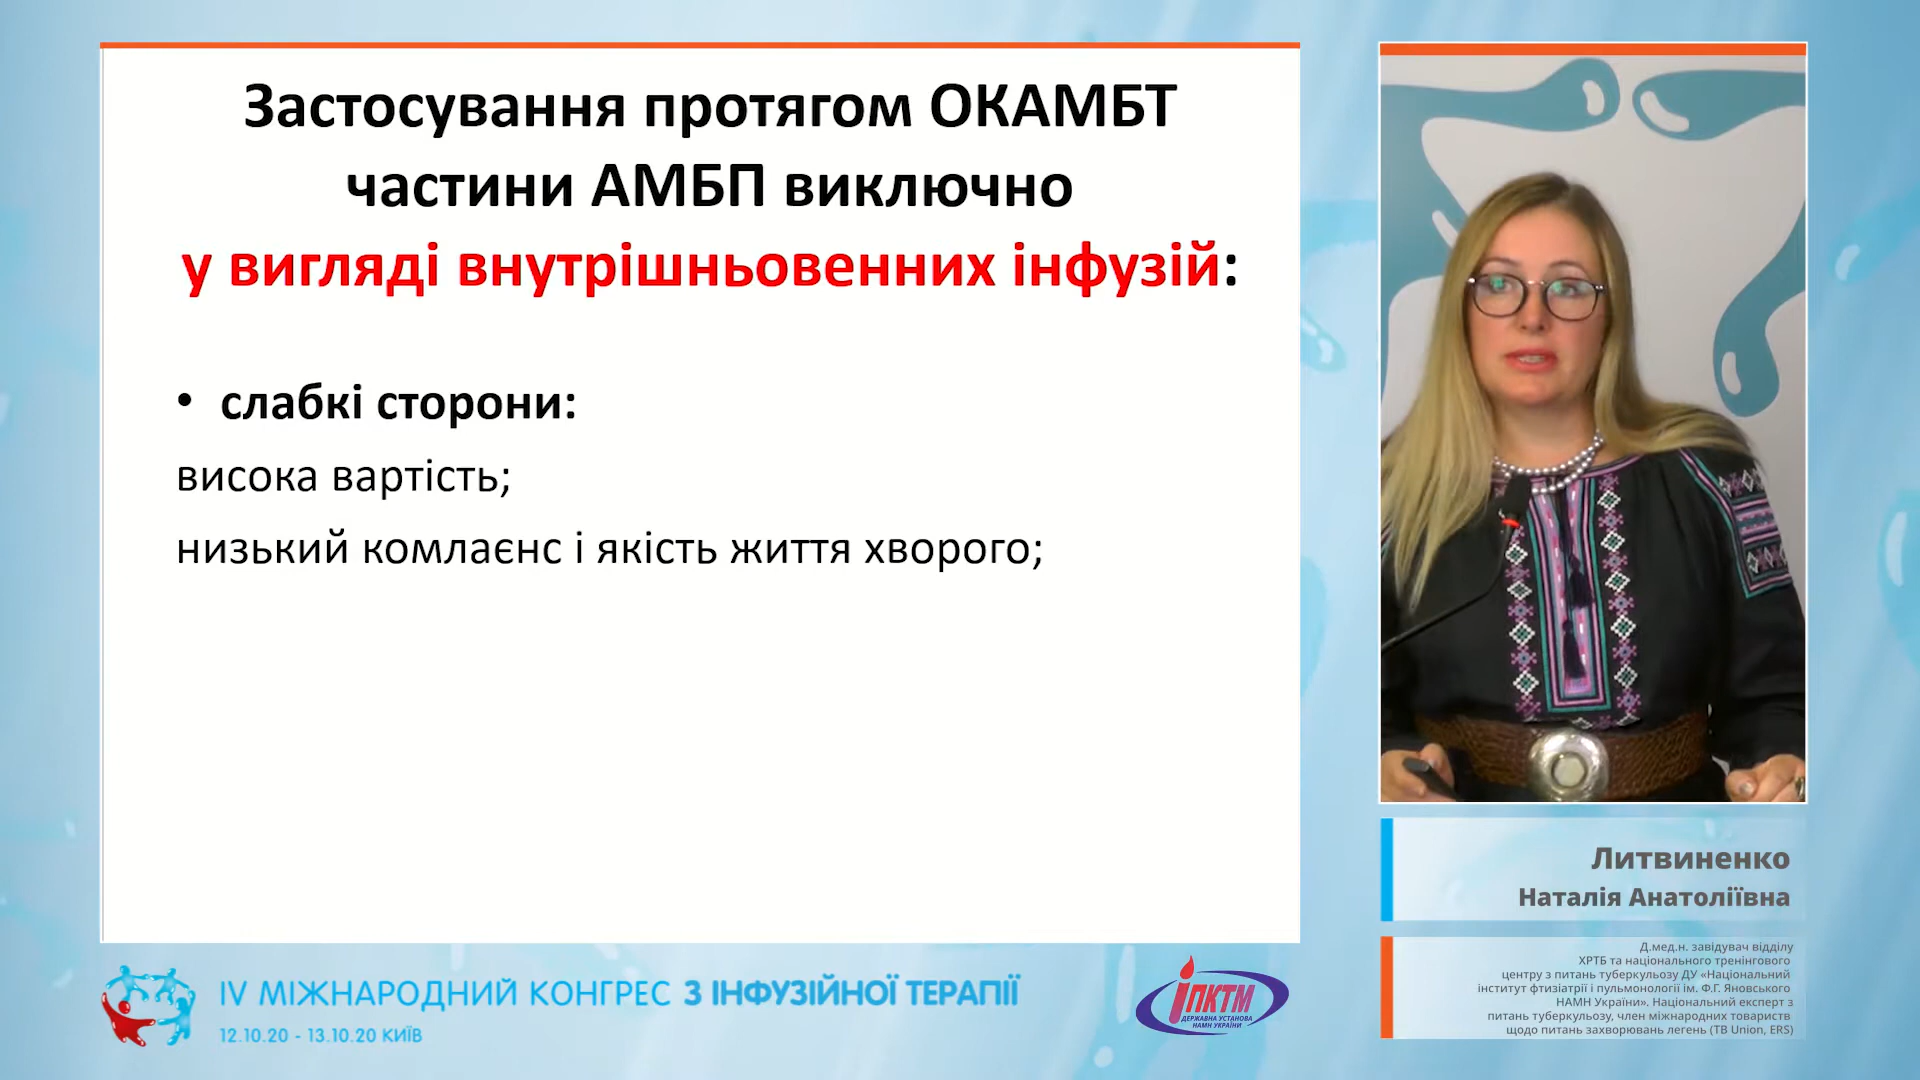 Застосування протягом ОКАМБТ
частини АМБП виключно
у вигляді внутрішньовенних інфузій:
• слабкі сторони:
висока вартість;
низький комлаєнс і якість життя хворого;
Литвиненко
Наталія Анатоліївна
Д.мед.н. завідувач відділу
ХРТБ та національного тренінгового
центру з питань туберкульозу ДУ «Національний
інститут фтизіатрії і пульмонології ім. Ф.Г. Яновського
НАМН України». Національний експерт з
питань туберкульозу, член міжнародних товариств
щодо питань захворювань легень (TB Union, ERS)
IV МІЖНАРОДНИЙ КОНГРЕС З ІНФУЗІЙНОЇ ТЕРАПІЇ
12.10.20 - 13.10.20 КИЇВ
ІПКТМ
ДЕРЖАВНА УСТАНОВА
НАМН УКРАЇНИ